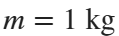 m = 1 kg